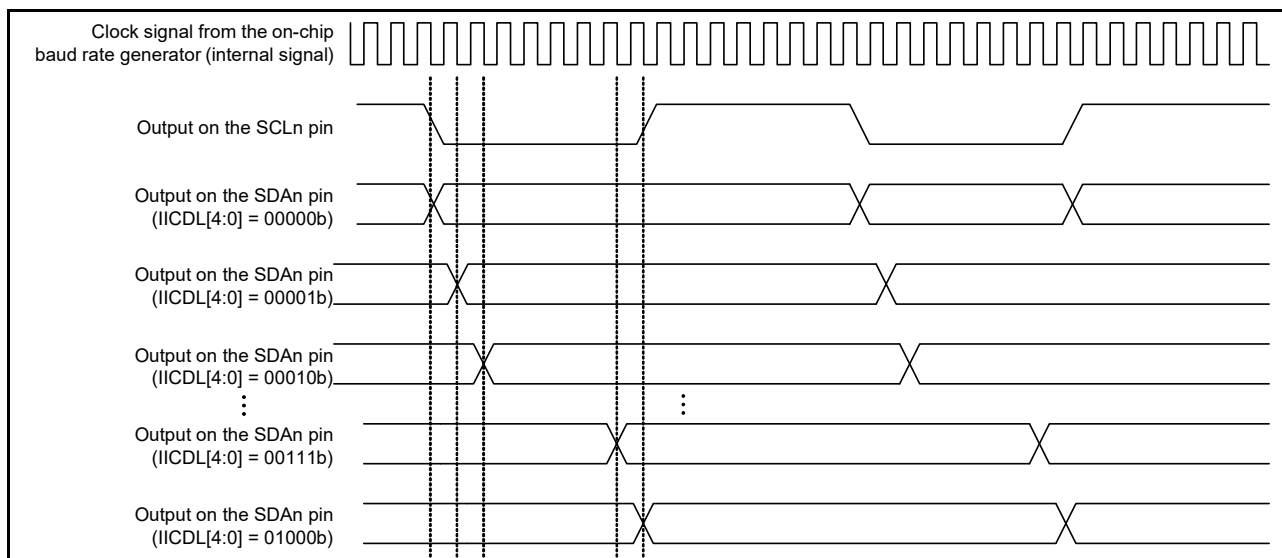 Clock signal from the on-chip
baud rate generator (internal signal)
Output on the SCLn pin
Output on the SDAn pin
(IICDL[4:0] = 00000b)
Output on the SDAn pin
(IICDL[4:0] = 00001b)
Output on the SDAn pin
(IICDL[4:0] = 00010b)
Output on the SDAn pin
(IICDL[4:0] = 00111b)
Output on the SDAn pin
(IICDL[4:0] = 01000b)